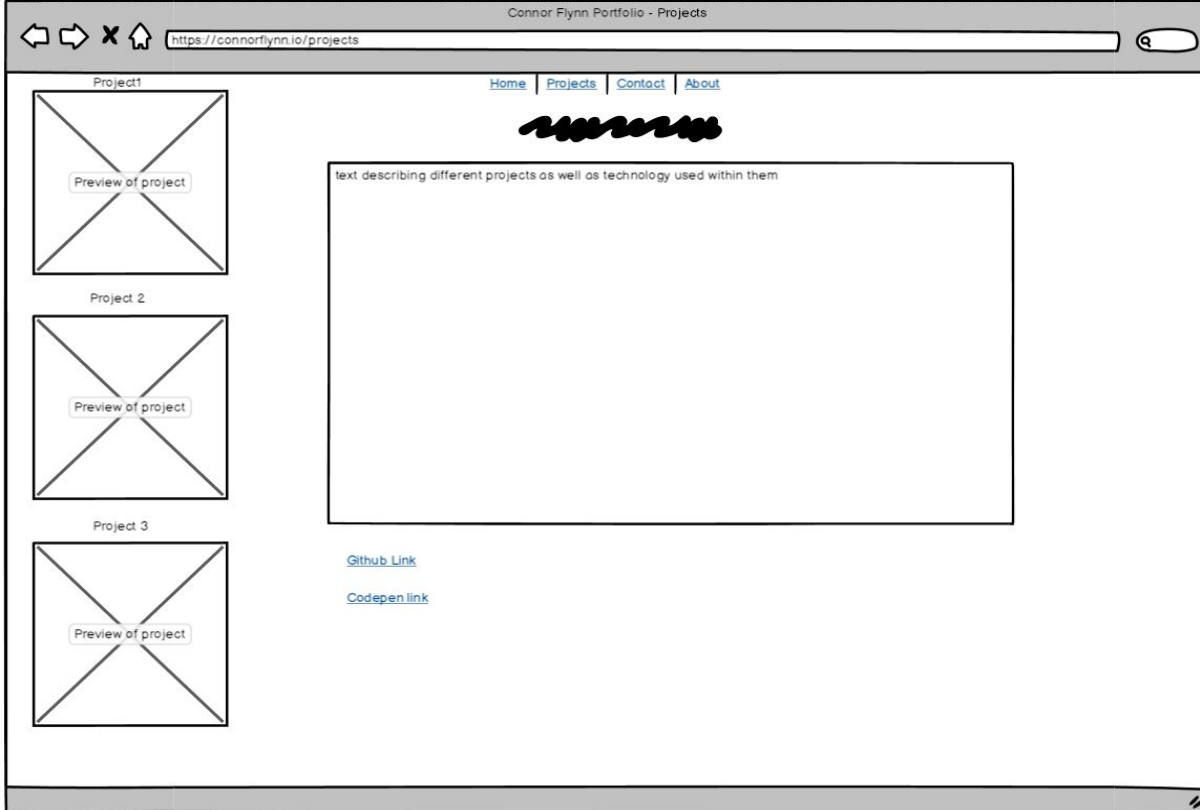 Connor Flynn Portfolio - Projects
https://connorflynn.io/projects
Home | Projects | Contact | About
Project1
Preview of project
text describing different projects as well as technology used within them
Project 2
Preview of project
Project 3
Preview of project
Github Link
Codepen link